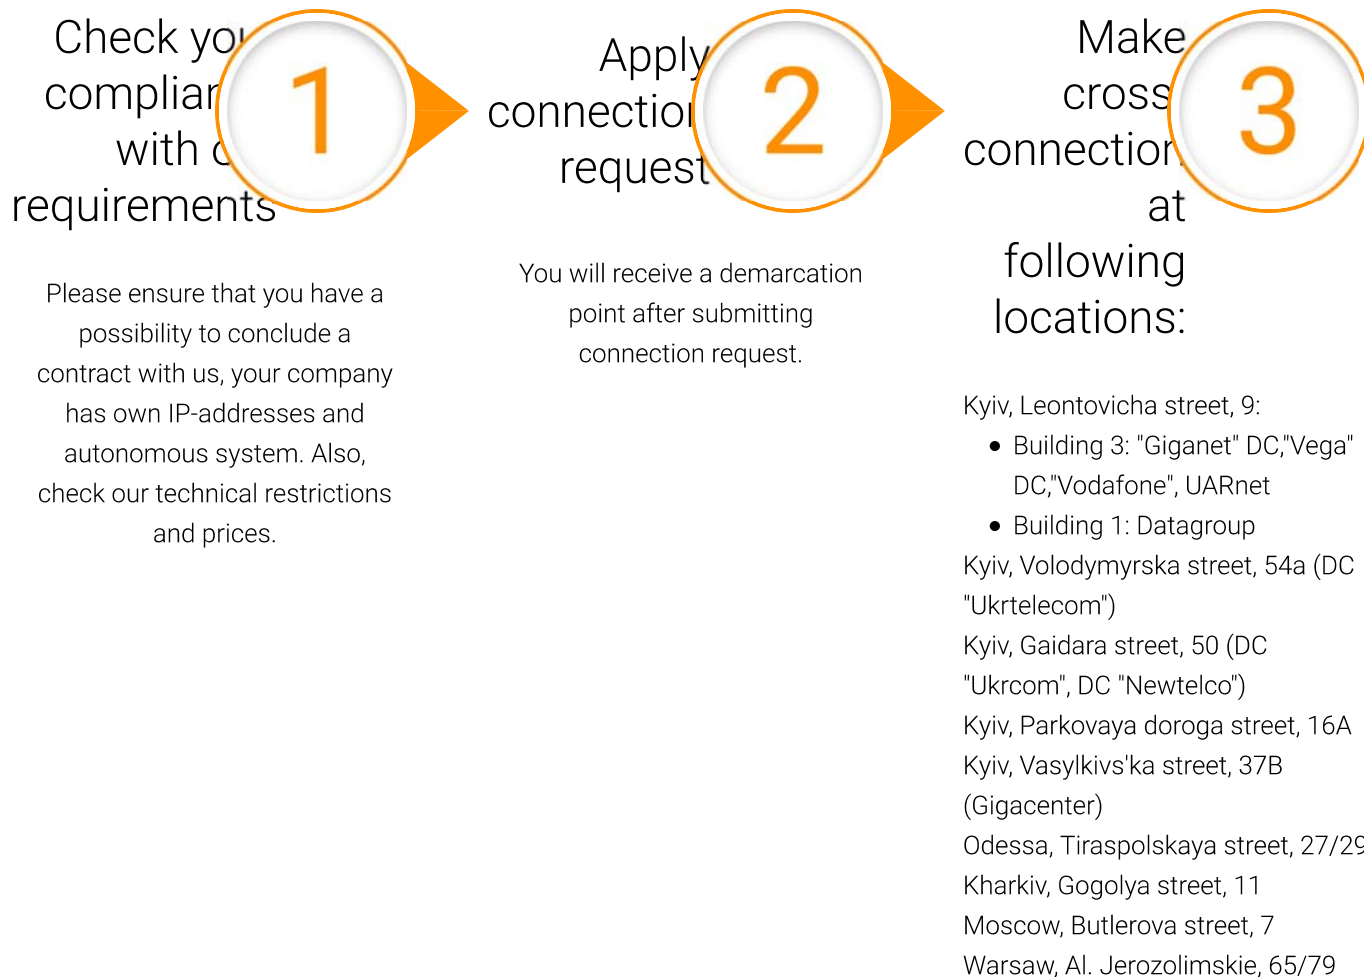 Check
with
requirements
1
Please ensure that you have a
possibility to conclude a
contract with us, your company
has own IP-addresses and
autonomous system. Also,
check our technical restrictions
and prices.
Apply
connection
request
2
You will receive a demarcation
point after submitting
connection request.
Make
cross
connection
at
following
locations:
3
Kyiv, Leontovicha street, 9:
• Building 3: "Giganet" DC,"Vega"
DC,"Vodafone", UARnet
• Building 1: Datagroup
Kyiv, Volodymyrska street, 54a (DC
"Ukrtelecom")
Kyiv, Gaidara street, 50 (DC
"Ukrcom", DC "Newtelco")
Kyiv, Parkovaya doroga street, 16A
Kyiv, Vasylkivs'ka street, 37B
(Gigacenter)
Odessa, Tiraspolskaya street, 27/29
Kharkiv, Gogolya street, 11
Moscow, Butlerova street, 7
Warsaw, Al. Jerozolimskie, 65/79